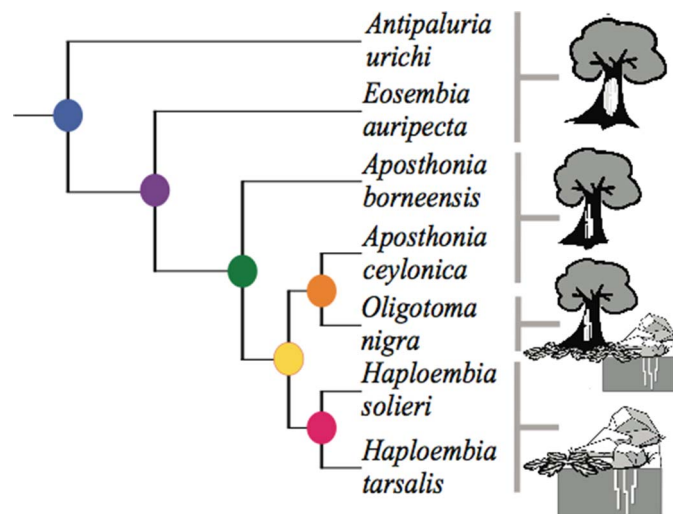 Antipaluria
urichi
Eosembia
auripecta
Aposthonia
borneensis
Aposthonia
ceylonica
Oligotoma
nigra
Haploembia
solieri
Haploembia
tarsalis